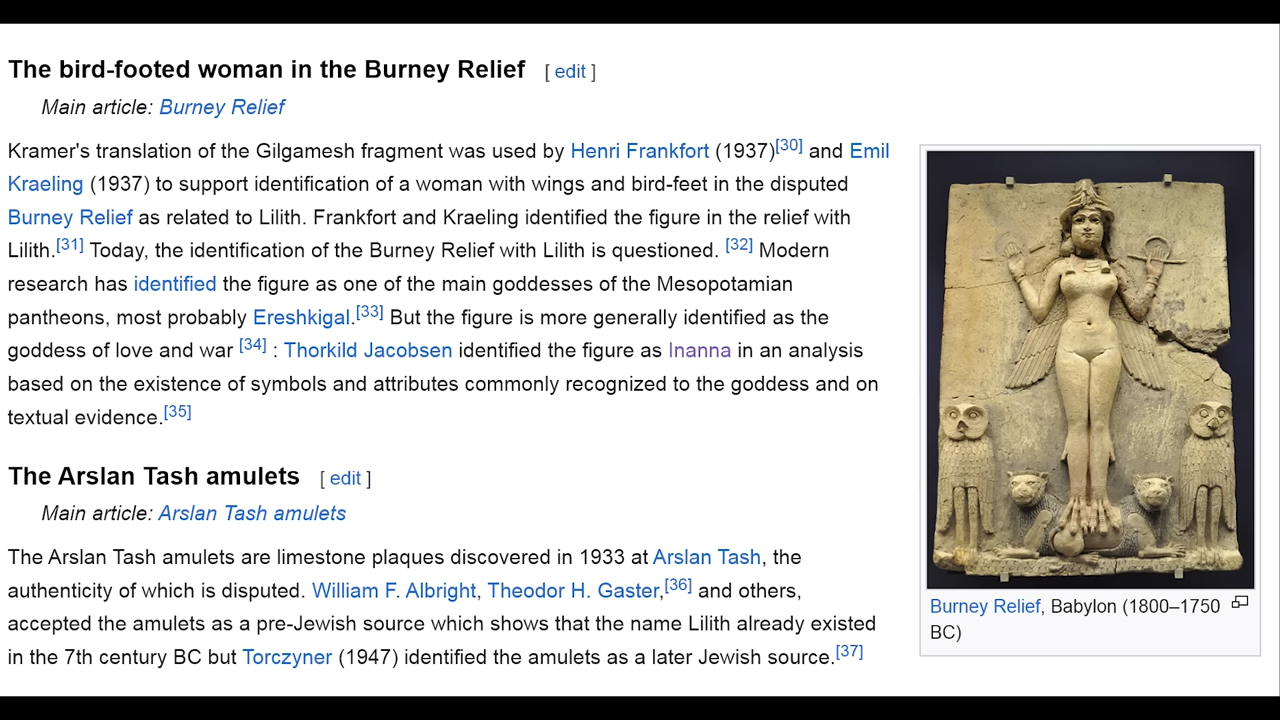 The bird-footed woman in the Burney Relief [ edit ]
Main article: Burney Relief
Kramer's translation of the Gilgamesh fragment was used by Henri Frankfort (1937)[30] and Emil
Kraeling (1937) to support identification of a woman with wings and bird-feet in the disputed
Burney Relief as related to Lilith. Frankfort and Kraeling identified the figure in the relief with
Lilith.[31] Today, the identification of the Burney Relief with Lilith is questioned. [32] Modern
research has identified the figure as one of the main goddesses of the Mesopotamian
pantheons, most probably Ereshkigal.[33] But the figure is more generally identified as the
goddess of love and war [34] : Thorkild Jacobsen identified the figure as Inanna in an analysis
based on the existence of symbols and attributes commonly recognized to the goddess and on
textual evidence.[35]
The Arslan Tash amulets [ edit ]
Main article: Arslan Tash amulets
The Arslan Tash amulets are limestone plaques discovered in 1933 at Arslan Tash, the
authenticity of which is disputed. William F. Albright, Theodor H. Gaster,[36] and others,
accepted the amulets as a pre-Jewish source which shows that the name Lilith already existed
in the 7th century BC but Torczyner (1947) identified the amulets as a later Jewish source.[37]
Burney Relief, Babylon (1800–1750
BC)